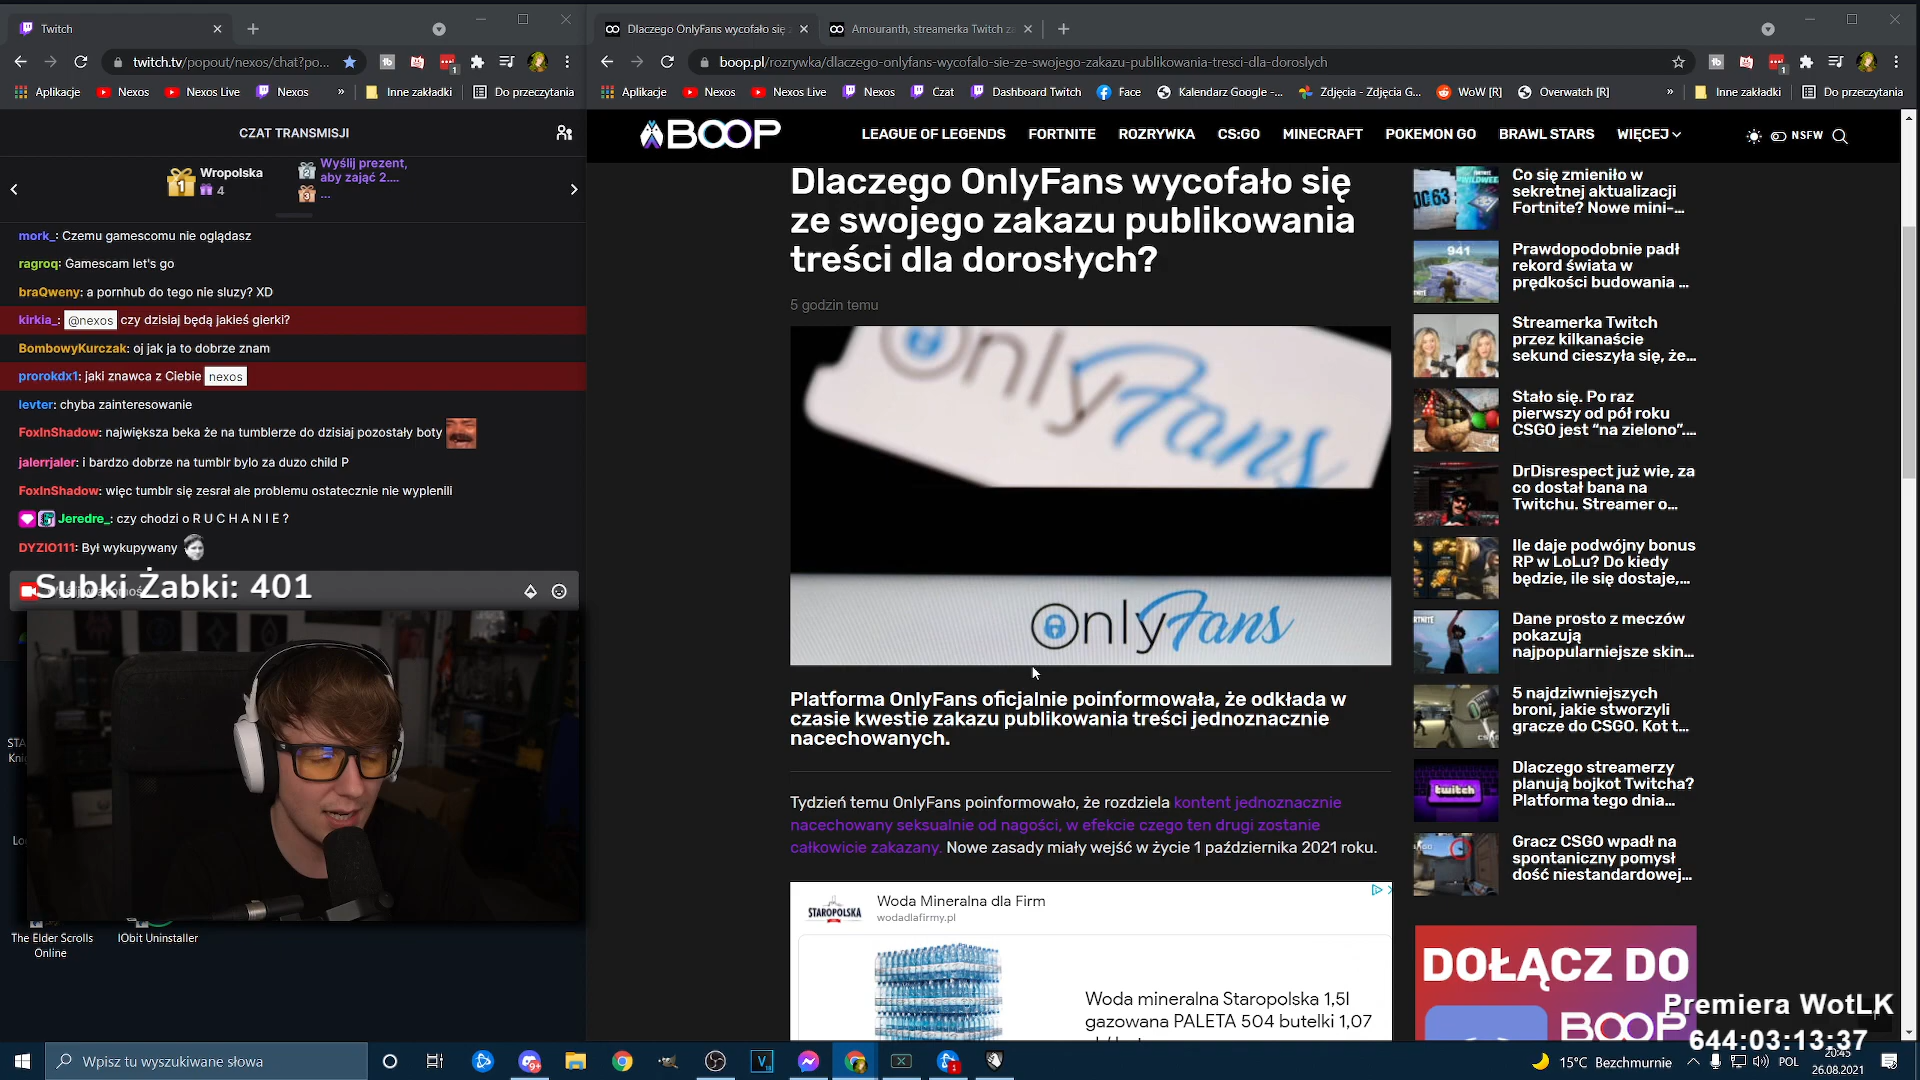 Twitch
twitch.tv/popout/nexos/chat?po...
Aplikacje
Nexos
Nexos Live
Nexos
»
Inne zakładki
Do przeczytania
CZAT TRANSMISJI
Wropolska
4
Wyślij prezent,
aby zająć 2....
...
mork_: Czemu gamescomu nie oglądasz
ragroq: Gamescam let's go
braQweny: a pornhub do tego nie sluzy? XD
kirkia_: @nexos czy dzisiaj będą jakieś gierki?
BombowyKurczak: oj jak ja to dobrze znam
prorokdx1: jaki znawca z Ciebie nexos
levter: chyba zainteresowanie
FoxInShadow: największa beka że na tumblerze do dzisiaj pozostały boty
jalerrjaler: i bardzo dobrze na tumblr bylo za duzo child P
FoxInShadow: więc tumblr się zesrał ale problemu ostatecznie nie wyplenili
Jeredre_: czy chodzi o R U C H A N I E ?
DYZIO111: Był wykupywany
Subki Żabki: 401
The Elder Scrolls
Online
IObit Uninstaller
Dlaczego OnlyFans wycofało się
Amouranth, streamerka Twitch za
boop.pl/rozrywka/dlaczego-onlyfans-wycofalo-sie-ze-swojego-zakazu-publikowania-tresci-dla-doroslych
Aplikacje
Nexos
Nexos Live
Nexos
Czat
Dashboard Twitch
Face
Kalendarz Google -...
Zdjęcia - Zdjęcia G...
WoW [R]
Overwatch [R]
»
Inne zakładki
Do przeczytania
BOOP
LEAGUE OF LEGENDS
FORTNITE
ROZRYWKA
CS:GO
MINECRAFT
POKEMON GO
BRAWL STARS
WIĘCEJ
NSFW
Dlaczego OnlyFans wycofało się
ze swojego zakazu publikowania
treści dla dorosłych?
5 godzin temu
OnlyFans
OnlyFans
Platforma OnlyFans oficjalnie poinformowała, że odkłada w
czasie kwestie zakazu publikowania treści jednoznacznie
nacechowanych.
Tydzień temu OnlyFans poinformowało, że rozdziela kontent jednoznacznie
nacechowany seksualnie od nagości, w efekcie czego ten drugi zostanie
całkowicie zakazany. Nowe zasady miały wejść w życie 1 października 2021 roku.
STAROPOLSKA
Woda Mineralna dla Firm
wodadlafirmy.pl
Woda mineralna Staropolska 1,5l
gazowana PALETA 504 butelki 1,07
Co się zmieniło w
sekretnej aktualizacji
Fortnite? Nowe mini-...
941
Prawdopodobnie padł
rekord świata w
prędkości budowania ...
Streamerka Twitch
przez kilkanaście
sekund cieszyła się, że...
Stało się. Po raz
pierwszy od pół roku
CSGO jest "na zielono"....
DrDisrespect już wie, za
co dostał bana na
Twitchu. Streamer o...
Ile daje podwójny bonus
RP w LoLu? Do kiedy
będzie, ile się dostaje,...
Dane prosto z meczów
pokazują
najpopularniejsze skin...
5 najdziwniejszych
broni, jakie stworzyli
gracze do CSGO. Kot t...
twitch
Dlaczego streamerzy
planują bojkot Twitcha?
Platforma tego dnia...
Gracz CSGO wpadł na
spontaniczny pomysł
dość niestandardowej...
DOŁĄCZ DO
BOOP
Premiera WotLK
644:03:13:37
Wpisz tu wyszukiwane słowa
15°C Bezchmurnie
POL
20:45
26.08.2021